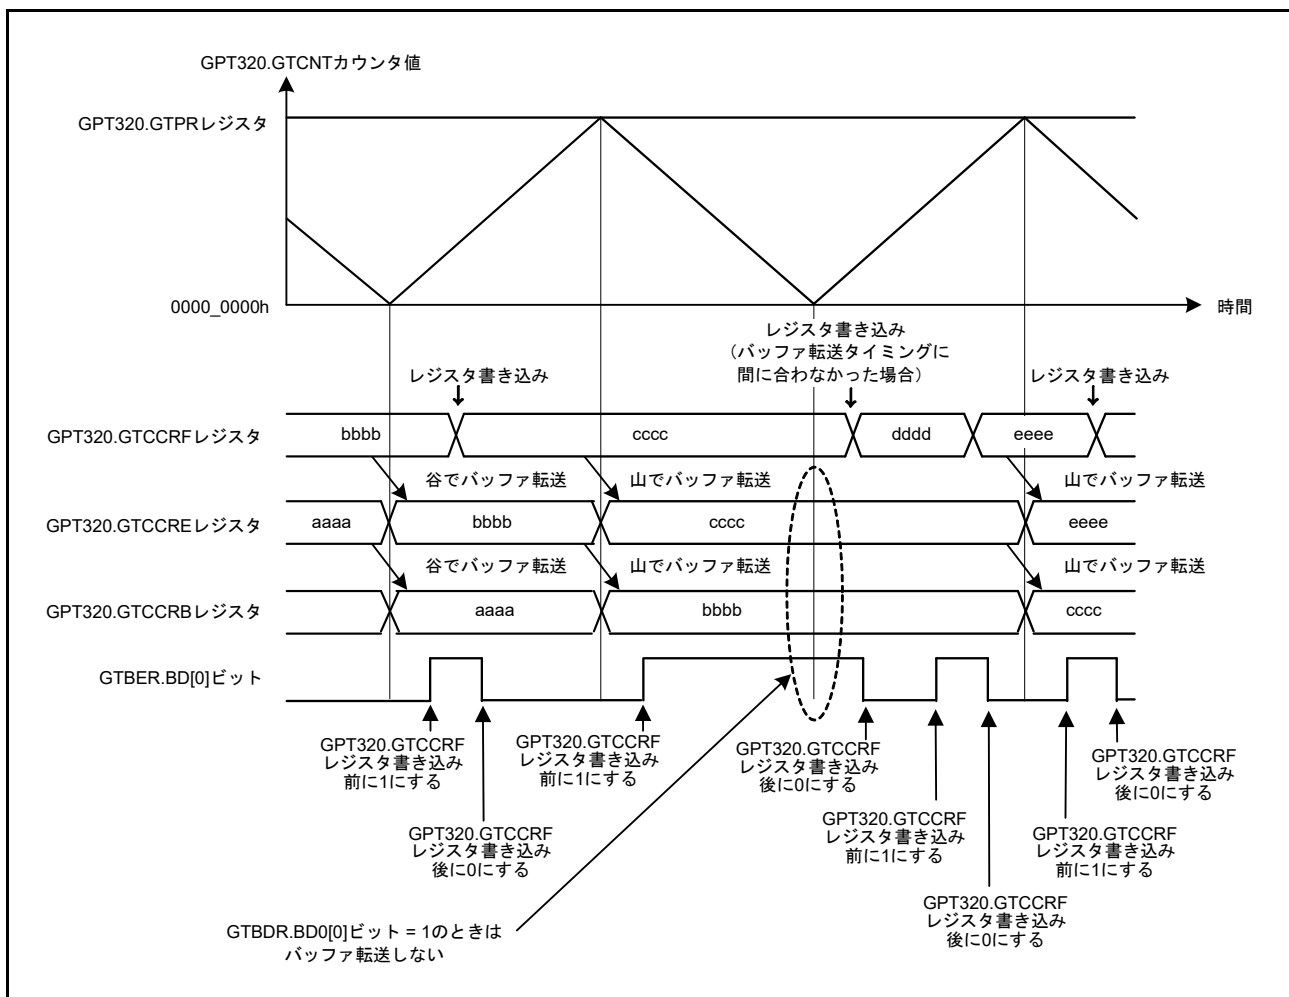 GPT320.GTCNTカウンタ値
GPT320.GTPRレジスタ
0000_0000h
時間
レジスタ書き込み
レジスタ書き込み
（バッファ転送タイミングに
間に合わなかった場合）
レジスタ書き込み
GPT320.GTCCRFレジスタ
bbbb
cccc
dddd
eeee
谷でバッファ転送
山でバッファ転送
山でバッファ転送
GPT320.GTCCREレジスタ
aaaa
bbbb
cccc
eeee
谷でバッファ転送
山でバッファ転送
山でバッファ転送
GPT320.GTCCRBレジスタ
aaaa
bbbb
cccc
GTBER.BD[0]ビット
GPT320.GTCCRF
レジスタ書き込み
前に1にする
GPT320.GTCCRF
レジスタ書き込み
後に0にする
GPT320.GTCCRF
レジスタ書き込み
前に1にする
GPT320.GTCCRF
レジスタ書き込み
後に0にする
GPT320.GTCCRF
レジスタ書き込み
前に1にする
GPT320.GTCCRF
レジスタ書き込み
後に0にする
GPT320.GTCCRF
レジスタ書き込み
前に1にする
GPT320.GTCCRF
レジスタ書き込み
後に0にする
GTBDR.BD0[0]ビット = 1のときは
バッファ転送しない